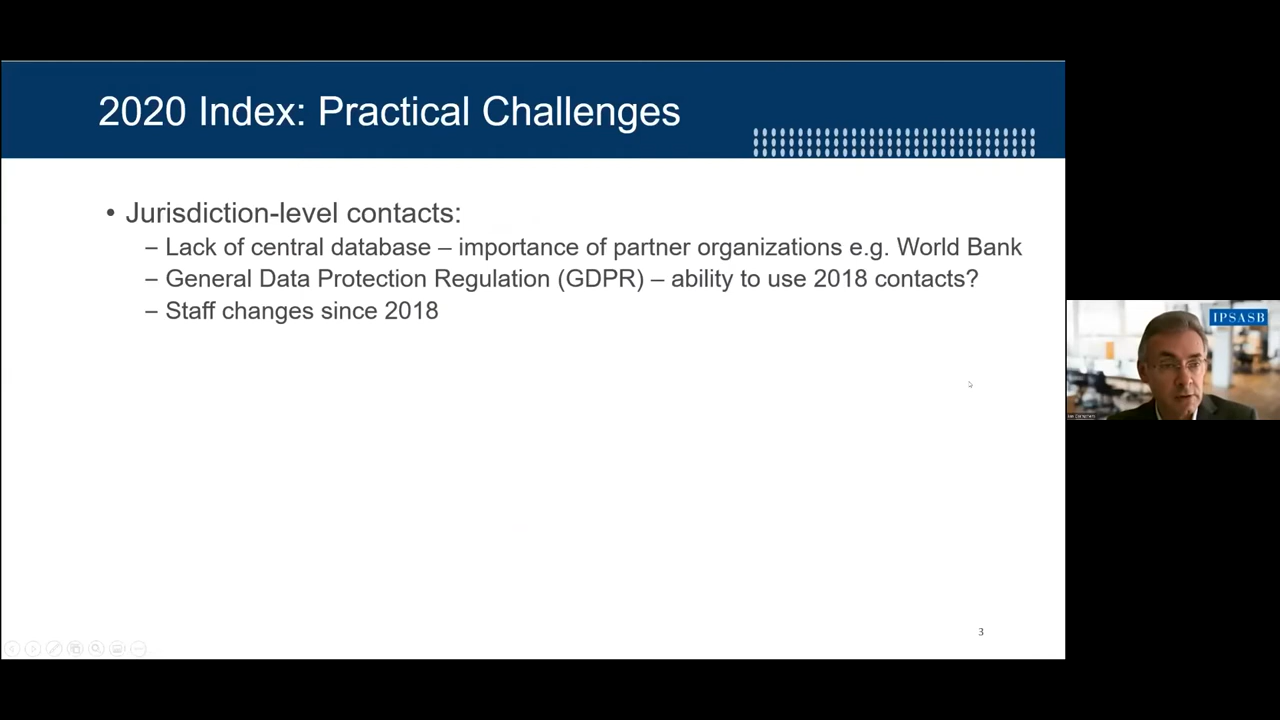 2020 Index: Practical Challenges
• Jurisdiction-level contacts:
– Lack of central database – importance of partner organizations e.g. World Bank
– General Data Protection Regulation (GDPR) – ability to use 2018 contacts?
– Staff changes since 2018
IPSASB
3